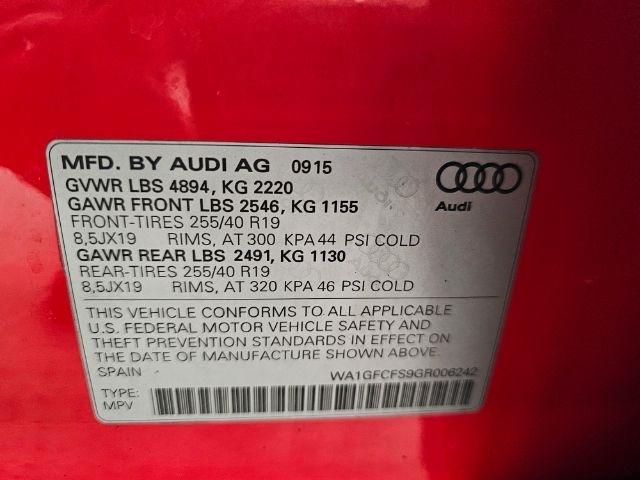 MFD. BY AUDI AG 0915
GVWR LBS 4894, KG 2220
GAWR FRONT LBS 2546, KG 1155
FRONT-TIRES 255/40 R19
8,5JX19 RIMS, AT 300 KPA 44 PSI COLD
GAWR REAR LBS 2491, KG 1130
REAR-TIRES 255/40 R19
8,5JX19 RIMS, AT 320 KPA 46 PSI COLD
Audi
THIS VEHICLE CONFORMS TO ALL APPLICABLE
U.S. FEDERAL MOTOR VEHICLE SAFETY AND
THEFT PREVENTION STANDARDS IN EFFECT ON
THE DATE OF MANUFACTURE SHOWN ABOVE.
SPAIN WA1GFCFS9GR006242
TYPE:
MPV